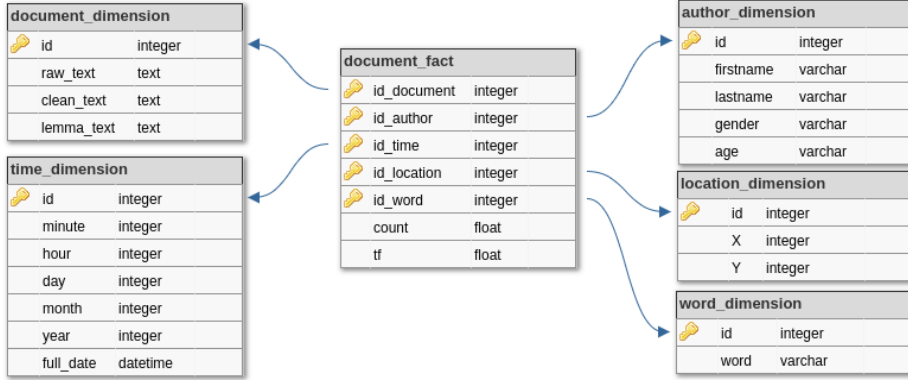 document_dimension
id integer
raw_text text
clean_text text
lemma_text text
time_dimension
id integer
minute integer
hour integer
day integer
month integer
year integer
full_date datetime
document_fact
id_document integer
id_author integer
id_time integer
id_location integer
id_word integer
count float
tf float
author_dimension
id integer
firstname varchar
lastname varchar
gender varchar
age varchar
location_dimension
id integer
X integer
Y integer
word_dimension
id integer
word varchar